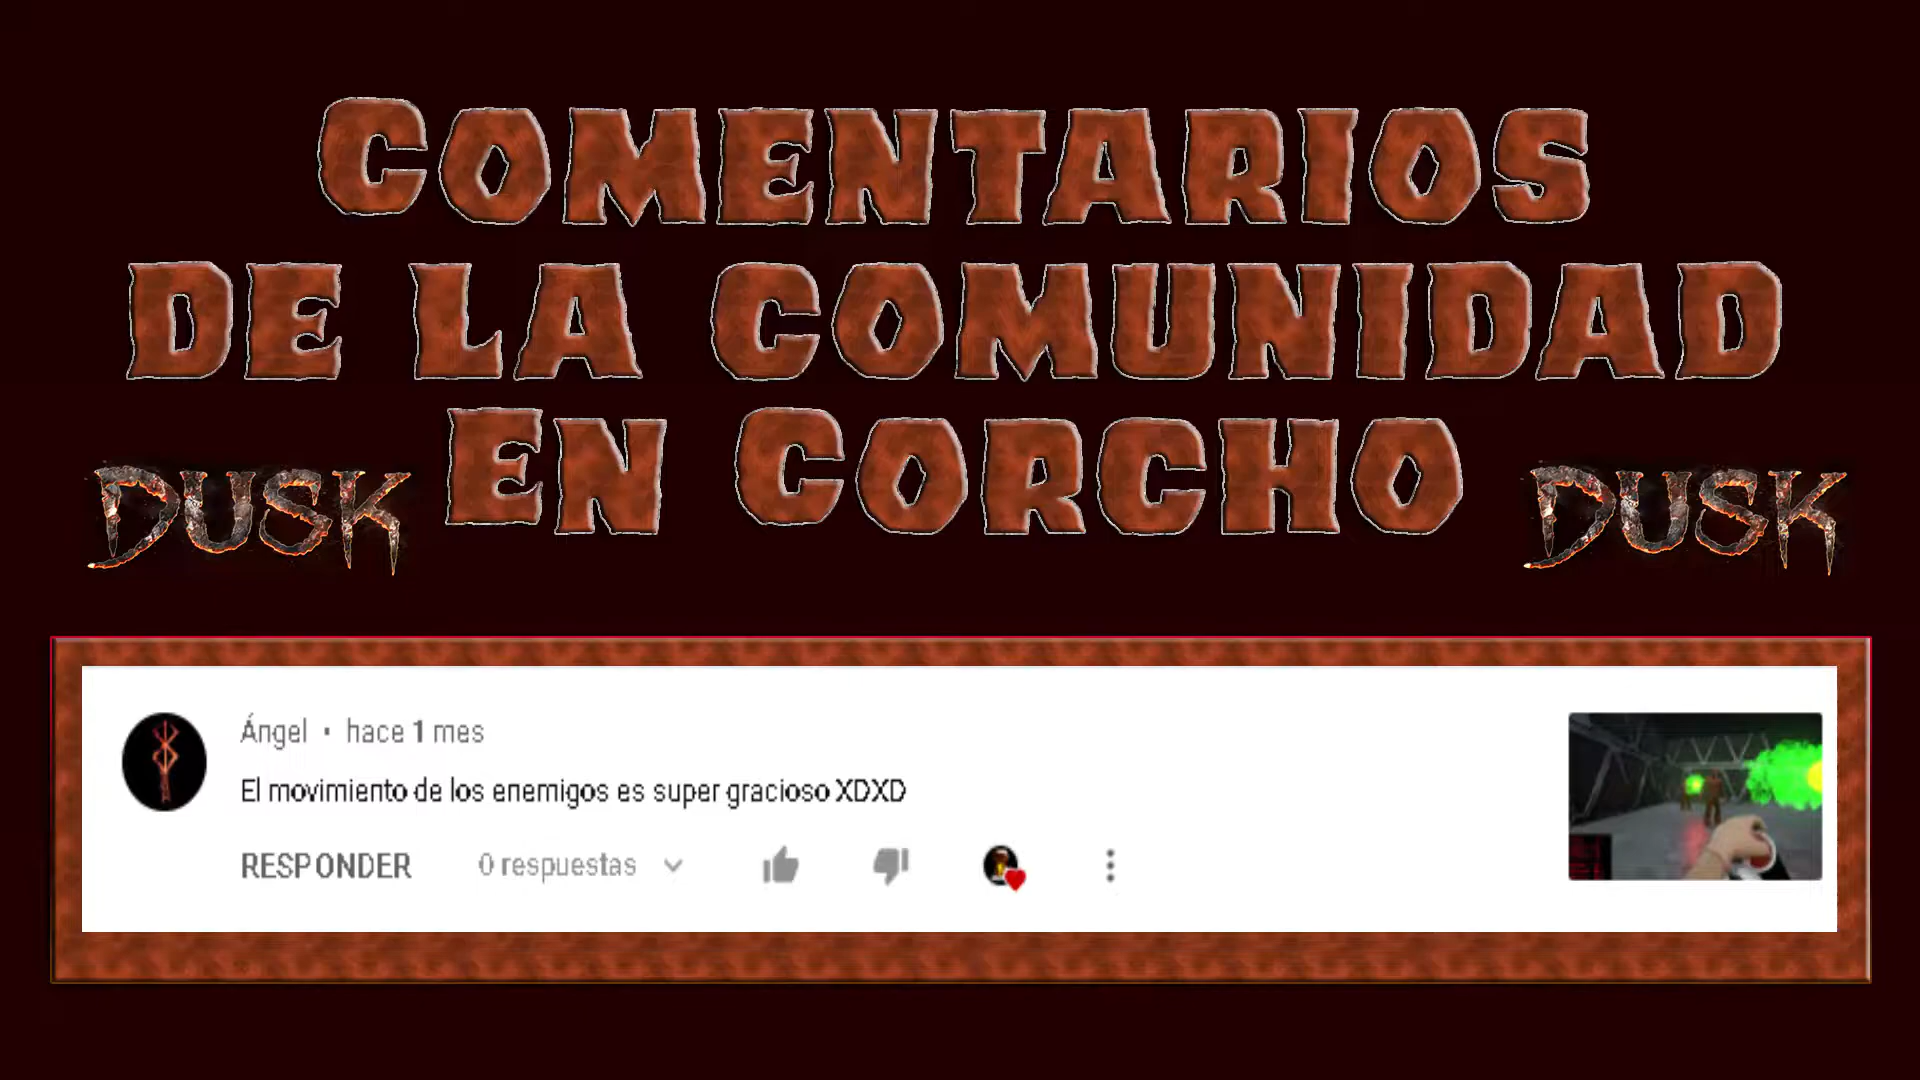 COMENTARIOS
DE LA COMUNIDAD
EN CORCHO
DUSK
DUSK
Ángel · hace 1 mes
El movimiento de los enemigos es super gracioso XDXD
RESPONDER 0 respuestas